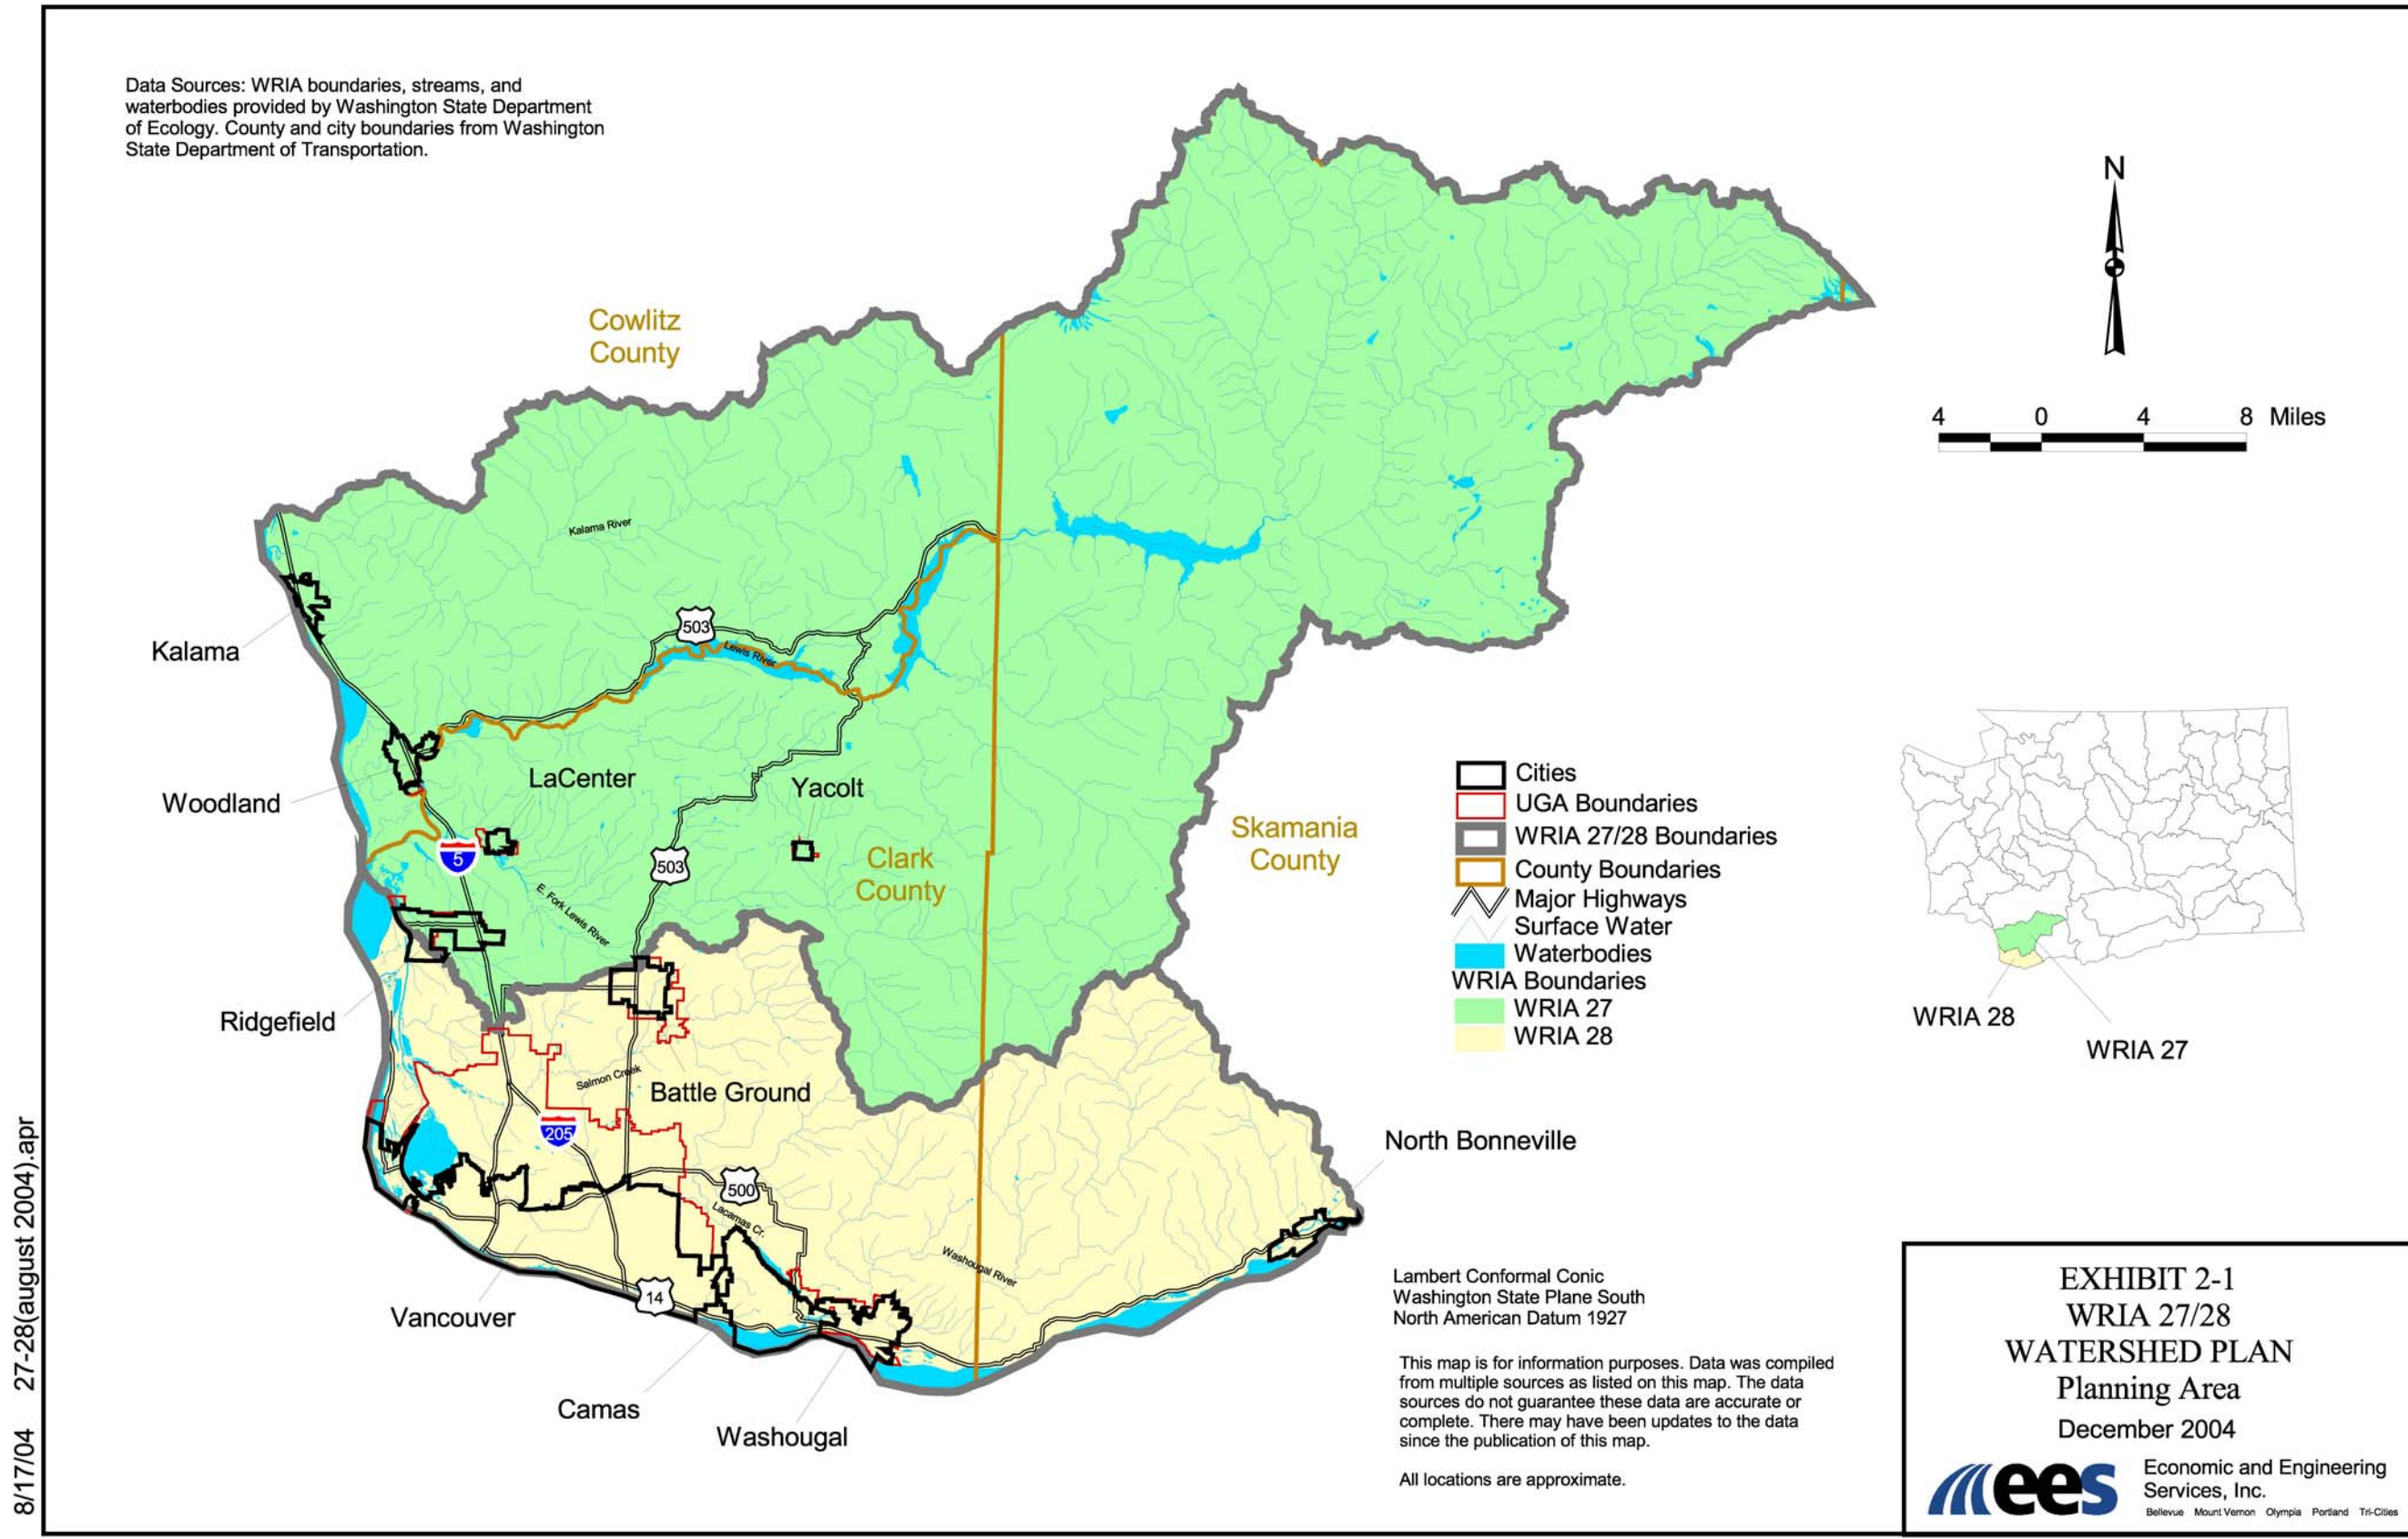 Data Sources: WRIA boundaries, streams, and
waterbodies provided by Washington State Department
of Ecology. County and city boundaries from Washington
State Department of Transportation.
N
4 0 4 8 Miles
Cowlitz
County
Kalama River
Kalama
503
Lewis River
Woodland
LaCenter
Yacolt
5
503
Clark
County
Skamania
County
E. Fork Lewis River
Ridgefield
Salmon Creek
Battle Ground
205
500
Lacamas Cr.
Washougal River
North Bonneville
Vancouver
14
Camas
Washougal
Cities
UGA Boundaries
WRIA 27/28 Boundaries
County Boundaries
Major Highways
Surface Water
Waterbodies
WRIA Boundaries
WRIA 27
WRIA 28
WRIA 28
WRIA 27
Lambert Conformal Conic
Washington State Plane South
North American Datum 1927
This map is for information purposes. Data was compiled
from multiple sources as listed on this map. The data
sources do not guarantee these data are accurate or
complete. There may have been updates to the data
since the publication of this map.
All locations are approximate.
EXHIBIT 2-1
WRIA 27/28
WATERSHED PLAN
Planning Area
December 2004
ees
Economic and Engineering
Services, Inc.
Bellevue Mount Vernon Olympia Portland Tri-Cities
8/17/04 27-28(august 2004).apr